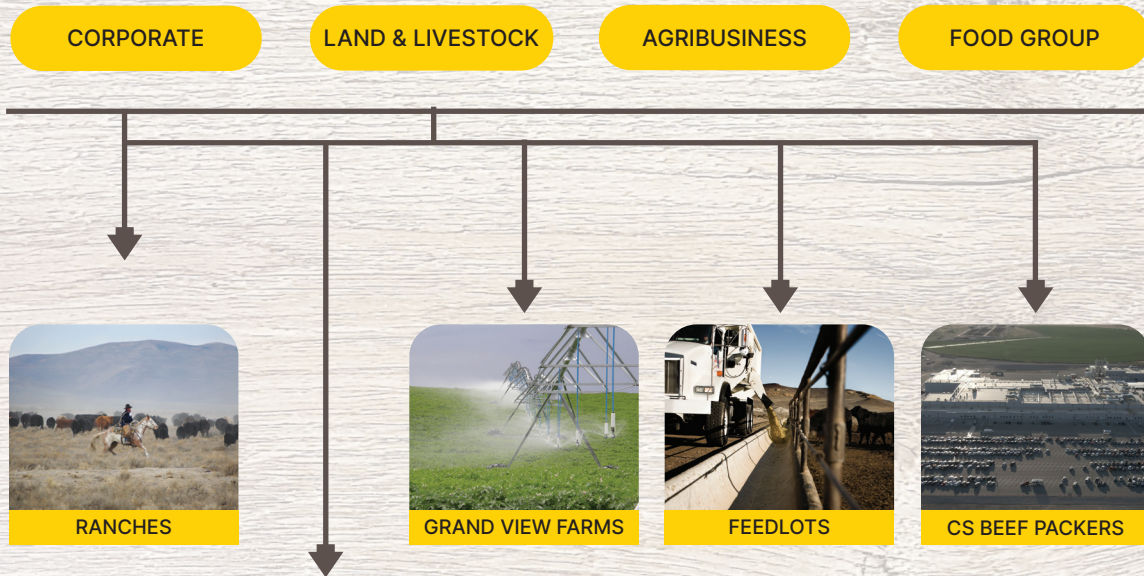 CORPORATE
LAND & LIVESTOCK
AGRIBUSINESS
FOOD GROUP
RANCHES
GRAND VIEW FARMS
FEEDLOTS
CS BEEF PACKERS